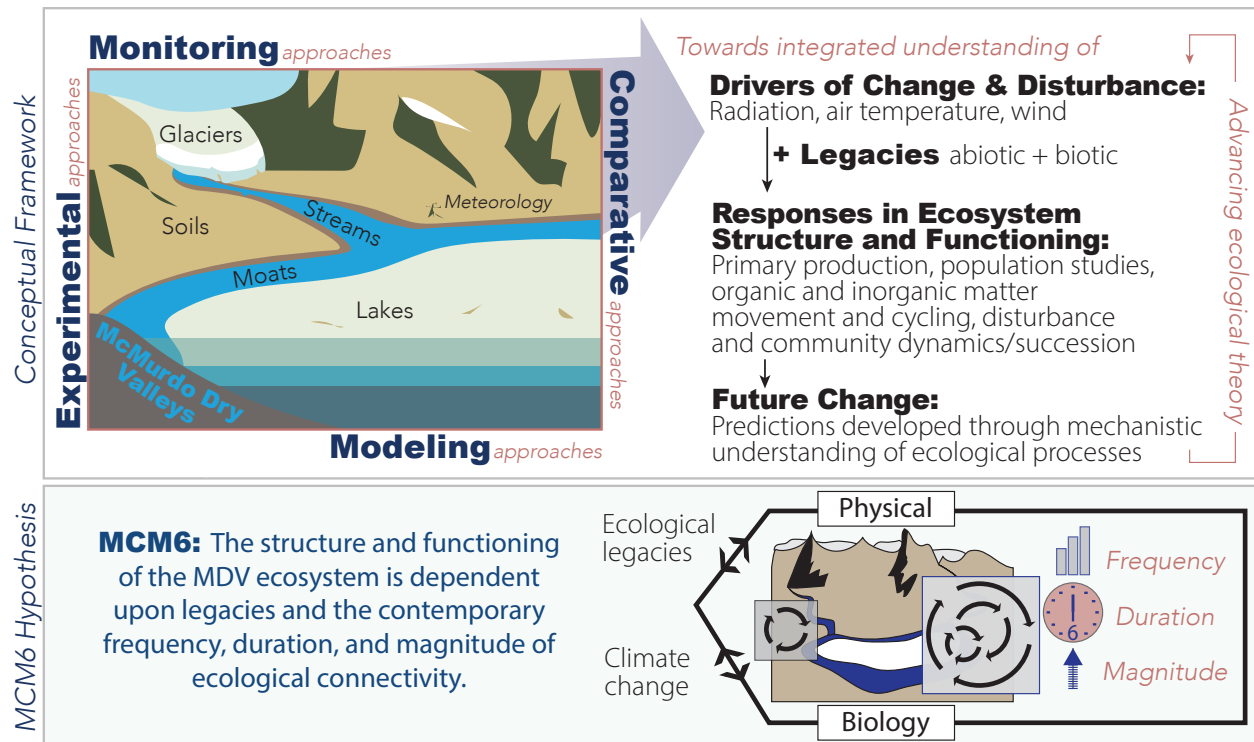 Conceptual Framework
Monitoring approaches
Experimental approaches
Comparative approaches
Modeling approaches
Glaciers
Soils
Streams
Meteorology
Moats
Lakes
McMurdo Dry
Valleys
Towards integrated understanding of
Drivers of Change & Disturbance:
Radiation, air temperature, wind
+ Legacies abiotic + biotic
Responses in Ecosystem
Structure and Functioning:
Primary production, population studies,
organic and inorganic matter
movement and cycling, disturbance
and community dynamics/succession
Future Change:
Predictions developed through mechanistic
understanding of ecological processes
Advancing ecological theory
MCM6 Hypothesis
MCM6: The structure and functioning
of the MDV ecosystem is dependent
upon legacies and the contemporary
frequency, duration, and magnitude of
ecological connectivity.
Physical
Ecological
legacies
Climate
change
Biology
Frequency
Duration
6
Magnitude